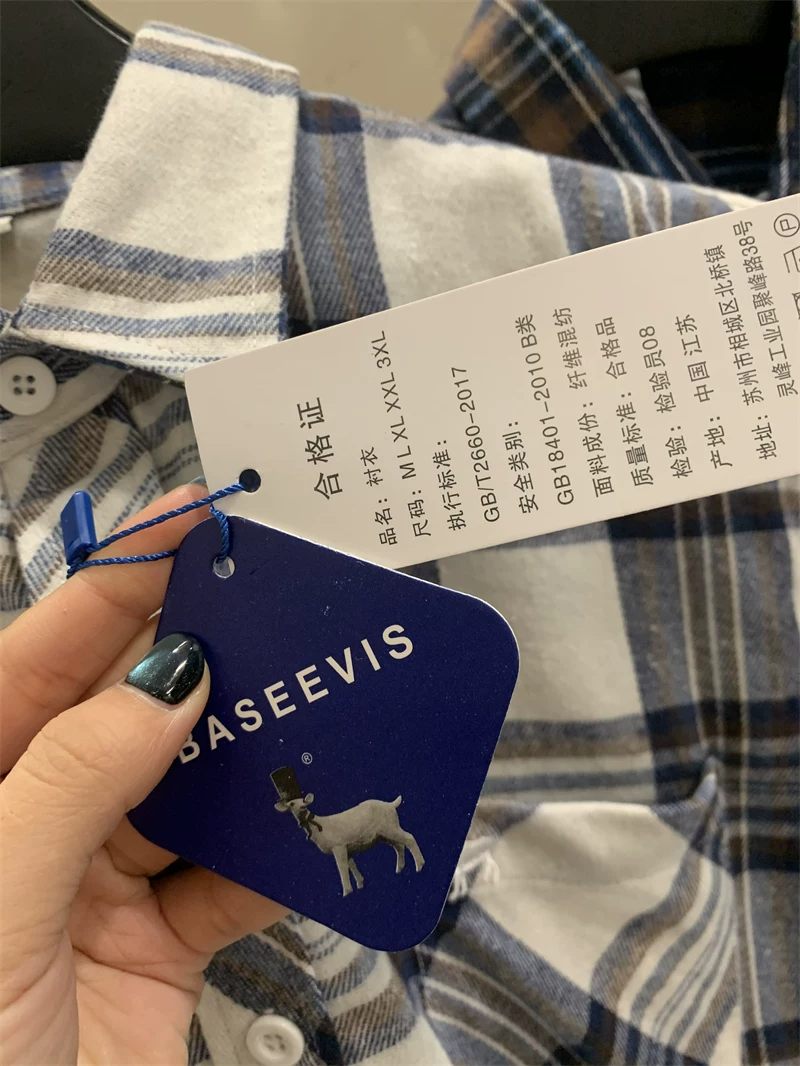 合格证
品名：衬衣
尺码：M L XL XXL 3XL
执行标准：
GB/T2660-2017
安全类别：
GB18401-2010 B类
面料成份：纤维混纺
质量标准：合格品
检验：检验员08
产地：中国 江苏
地址：苏州市相城区北桥镇
灵峰工业园聚峰路38号
BASEEVIS
®